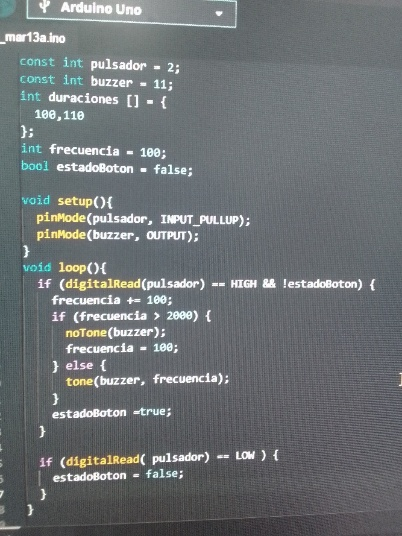 Arduino Uno
_mar13a.ino
const int pulsador = 2;
const int buzzer = 11;
int duraciones [] = {
100,110
};
int frecuencia = 100;
bool estadoBoton = false;
void setup(){
pinMode(pulsador, INPUT_PULLUP);
pinMode(buzzer, OUTPUT);
}
void loop(){
if (digitalRead(pulsador) == HIGH && !estadoBoton) {
frecuencia += 100;
if (frecuencia > 2000) {
noTone(buzzer);
frecuencia = 100;
} else {
tone(buzzer, frecuencia);
}
estadoBoton =true;
}
if (digitalRead( pulsador) == LOW ) {
estadoBoton = false;
}
}